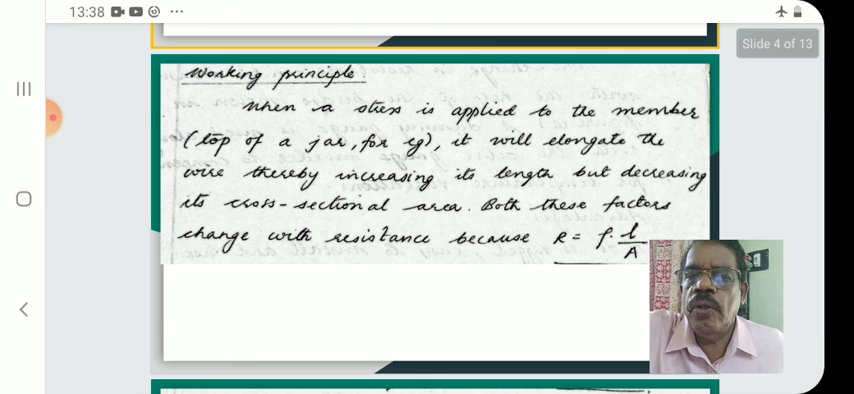 13:38
Slide 4 of 13
Working principle:
When a stress is applied to the member
(top of a jar, for eg), it will elongate the
wire thereby increasing its length but decreasing
its cross-sectional area. Both these factors
change with resistance because R = ρ. l/A